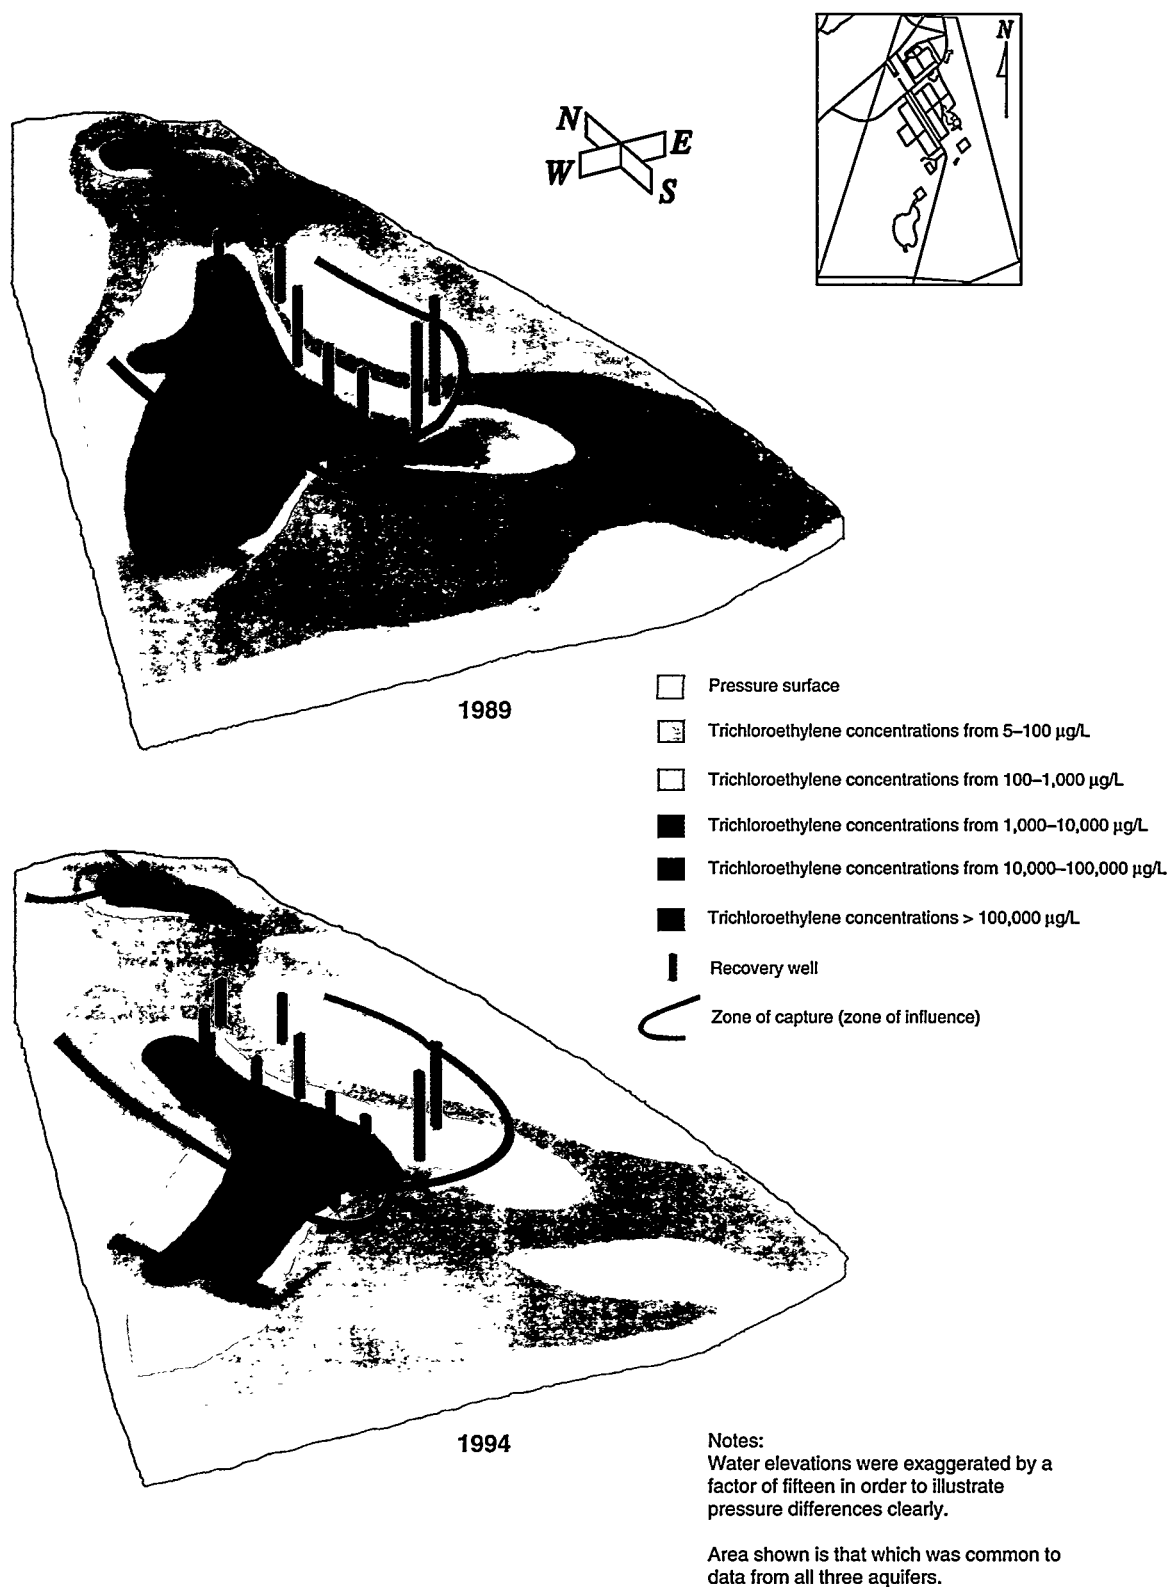 N
N
E
W
S
1989
Pressure surface
Trichloroethylene concentrations from 5–100 µg/L
Trichloroethylene concentrations from 100–1,000 µg/L
Trichloroethylene concentrations from 1,000–10,000 µg/L
Trichloroethylene concentrations from 10,000–100,000 µg/L
Trichloroethylene concentrations > 100,000 µg/L
Recovery well
Zone of capture (zone of influence)
1994
Notes:
Water elevations were exaggerated by a
factor of fifteen in order to illustrate
pressure differences clearly.
Area shown is that which was common to
data from all three aquifers.